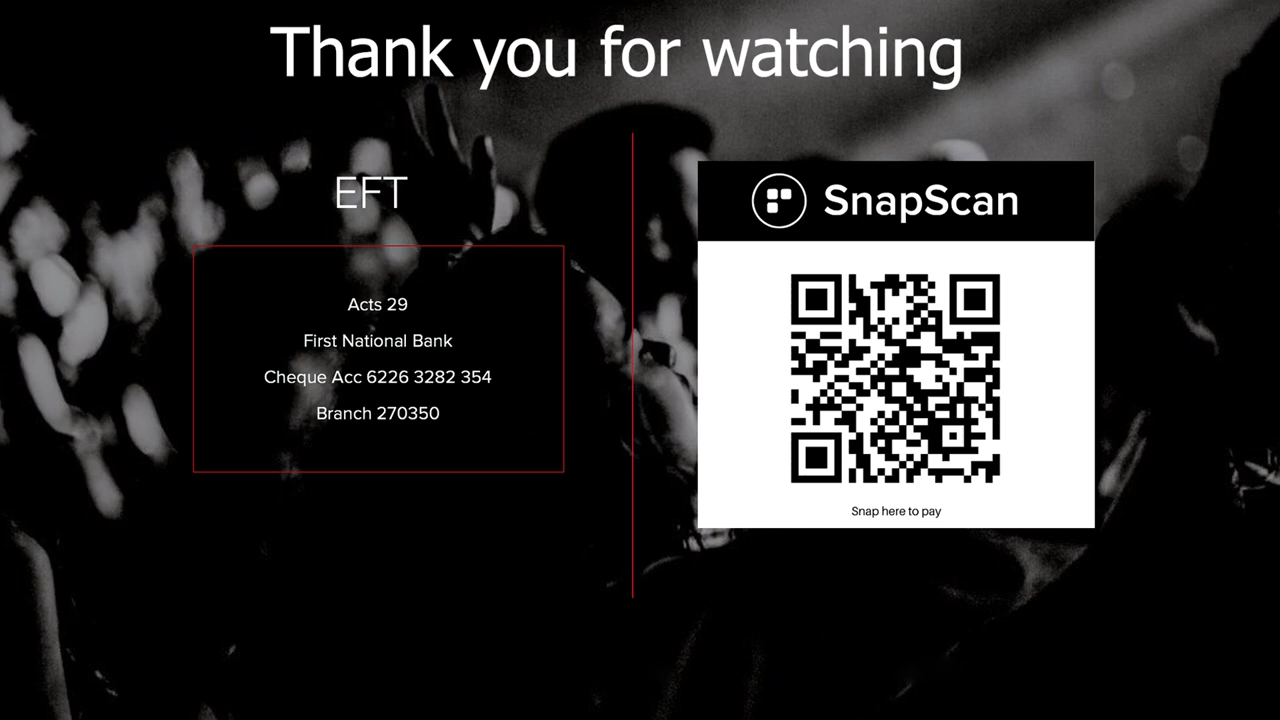 Thank you for watching
EFT
Acts 29
First National Bank
Cheque Acc 6226 3282 354
Branch 270350
SnapScan
Snap here to pay